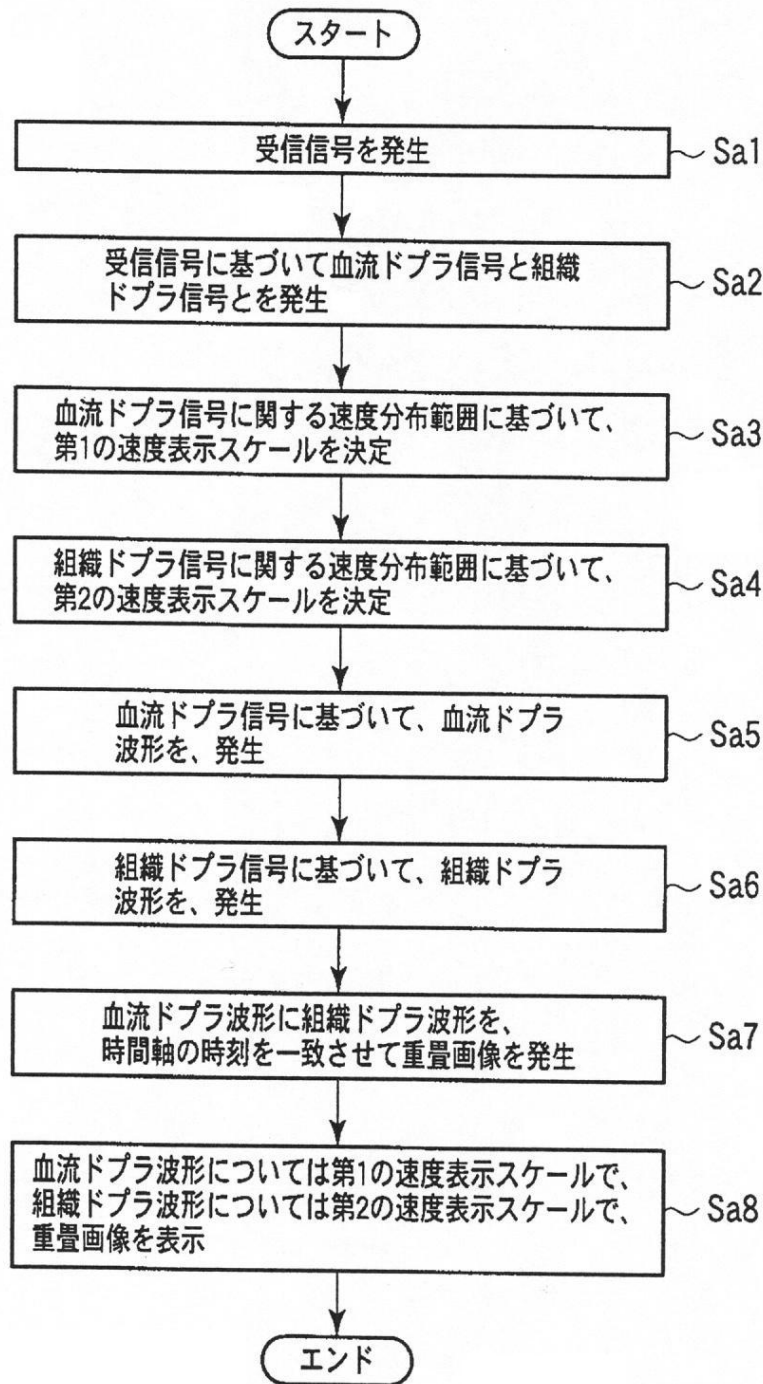 スタート
受信信号を発生
Sa1
受信信号に基づいて血流ドプラ信号と組織
ドプラ信号とを発生
Sa2
血流ドプラ信号に関する速度分布範囲に基づいて、
第1の速度表示スケールを決定
Sa3
組織ドプラ信号に関する速度分布範囲に基づいて、
第2の速度表示スケールを決定
Sa4
血流ドプラ信号に基づいて、血流ドプラ
波形を、発生
Sa5
組織ドプラ信号に基づいて、組織ドプラ
波形を、発生
Sa6
血流ドプラ波形に組織ドプラ波形を、
時間軸の時刻を一致させて重畳画像を発生
Sa7
血流ドプラ波形については第1の速度表示スケールで、
組織ドプラ波形については第2の速度表示スケールで、
重畳画像を表示
Sa8
エンド